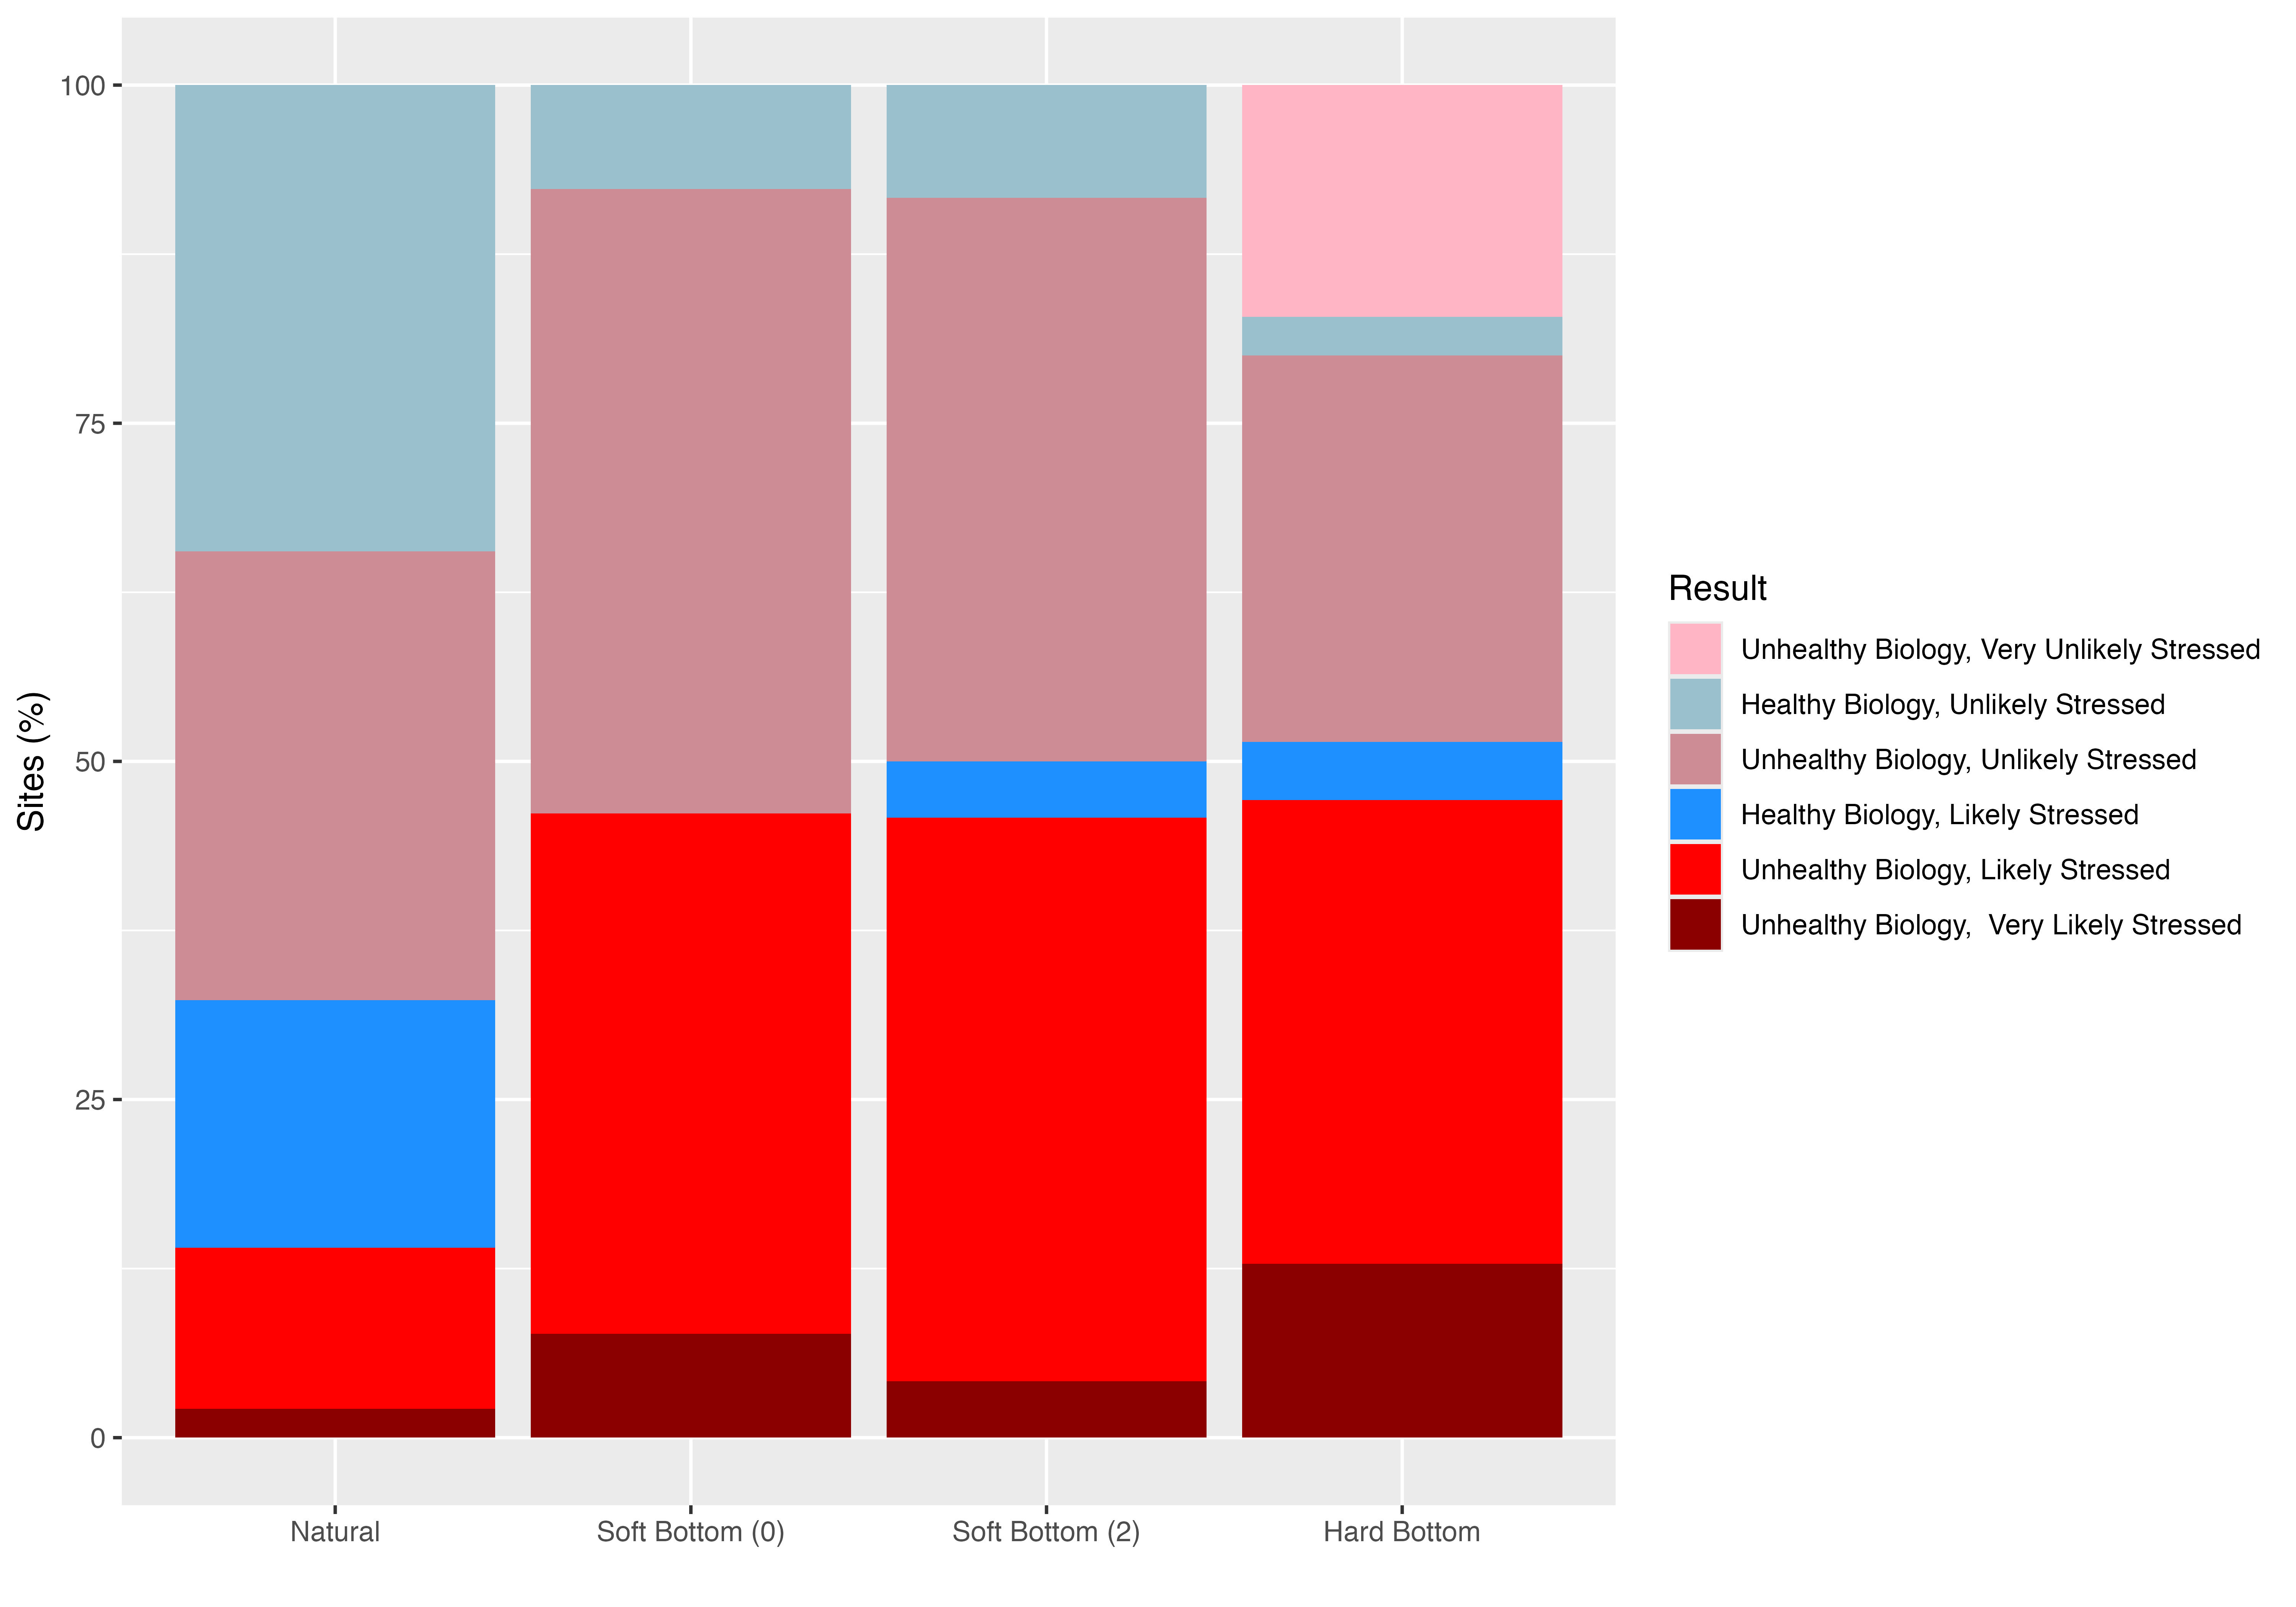 100
75
50
25
0
Sites (%)
Natural
Soft Bottom (0)
Soft Bottom (2)
Hard Bottom
Result
Unhealthy Biology, Very Unlikely Stressed
Healthy Biology, Unlikely Stressed
Unhealthy Biology, Unlikely Stressed
Healthy Biology, Likely Stressed
Unhealthy Biology, Likely Stressed
Unhealthy Biology,  Very Likely Stressed